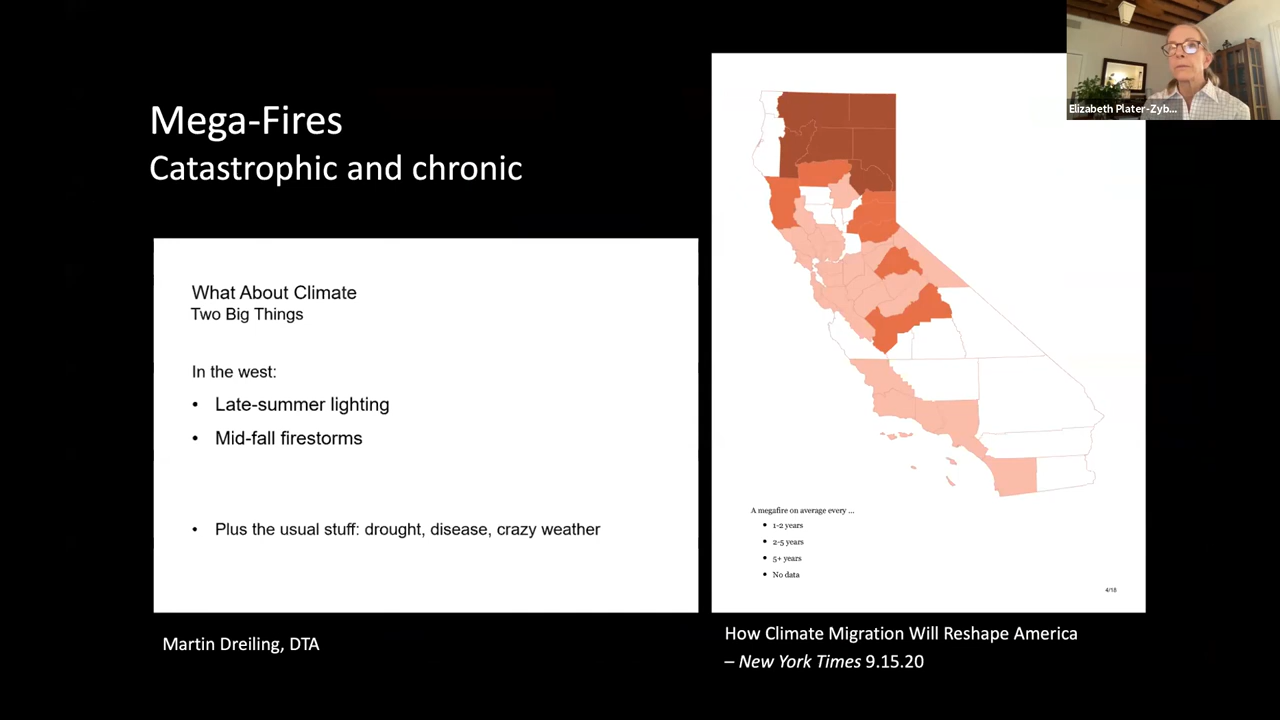 Mega-Fires
Catastrophic and chronic
What About Climate
Two Big Things
In the west:
• Late-summer lighting
• Mid-fall firestorms
• Plus the usual stuff: drought, disease, crazy weather
Martin Dreiling, DTA
Elizabeth Plater-Zyb...
A megafire on average every ...
• 1-2 years
• 2-5 years
• 5+ years
• No data
4/18
How Climate Migration Will Reshape America
– New York Times 9.15.20